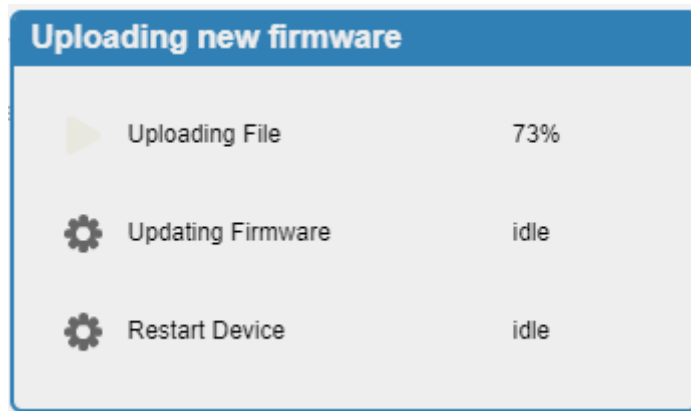 Uploading new firmware
Uploading File 73%
Updating Firmware idle
Restart Device idle